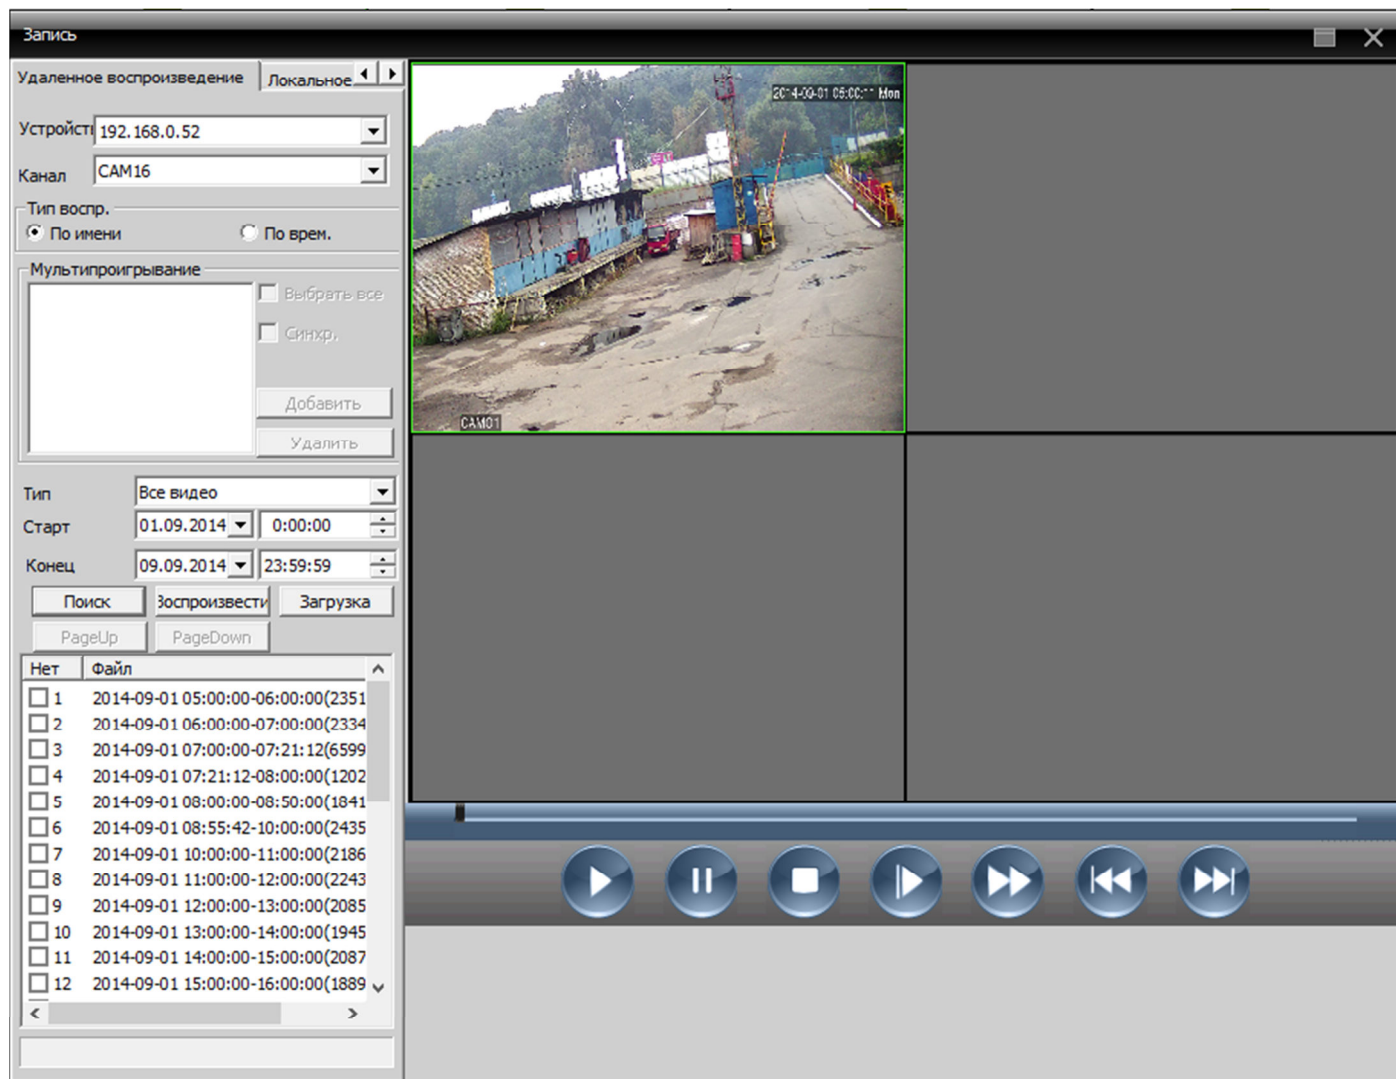 Запись
Удаленное воспроизведение
Локальное
Устройст 192.168.0.52
Канал CAM16
Тип воспр.
По имени По врем.
Мультипроигрывание
Выбрать все
Синхр.
Добавить
Удалить
Тип Все видео
Старт 01.09.2014 0:00:00
Конец 09.09.2014 23:59:59
Поиск Воспроизвести Загрузка
PageUp PageDown
Нет Файл
1 2014-09-01 05:00:00-06:00:00(2351
2 2014-09-01 06:00:00-07:00:00(2334
3 2014-09-01 07:00:00-07:21:12(6599
4 2014-09-01 07:21:12-08:00:00(1202
5 2014-09-01 08:00:00-08:50:00(1841
6 2014-09-01 08:55:42-10:00:00(2435
7 2014-09-01 10:00:00-11:00:00(2186
8 2014-09-01 11:00:00-12:00:00(2243
9 2014-09-01 12:00:00-13:00:00(2085
10 2014-09-01 13:00:00-14:00:00(1945
11 2014-09-01 14:00:00-15:00:00(2087
12 2014-09-01 15:00:00-16:00:00(1889
2014-09-01 Mon
CAM01